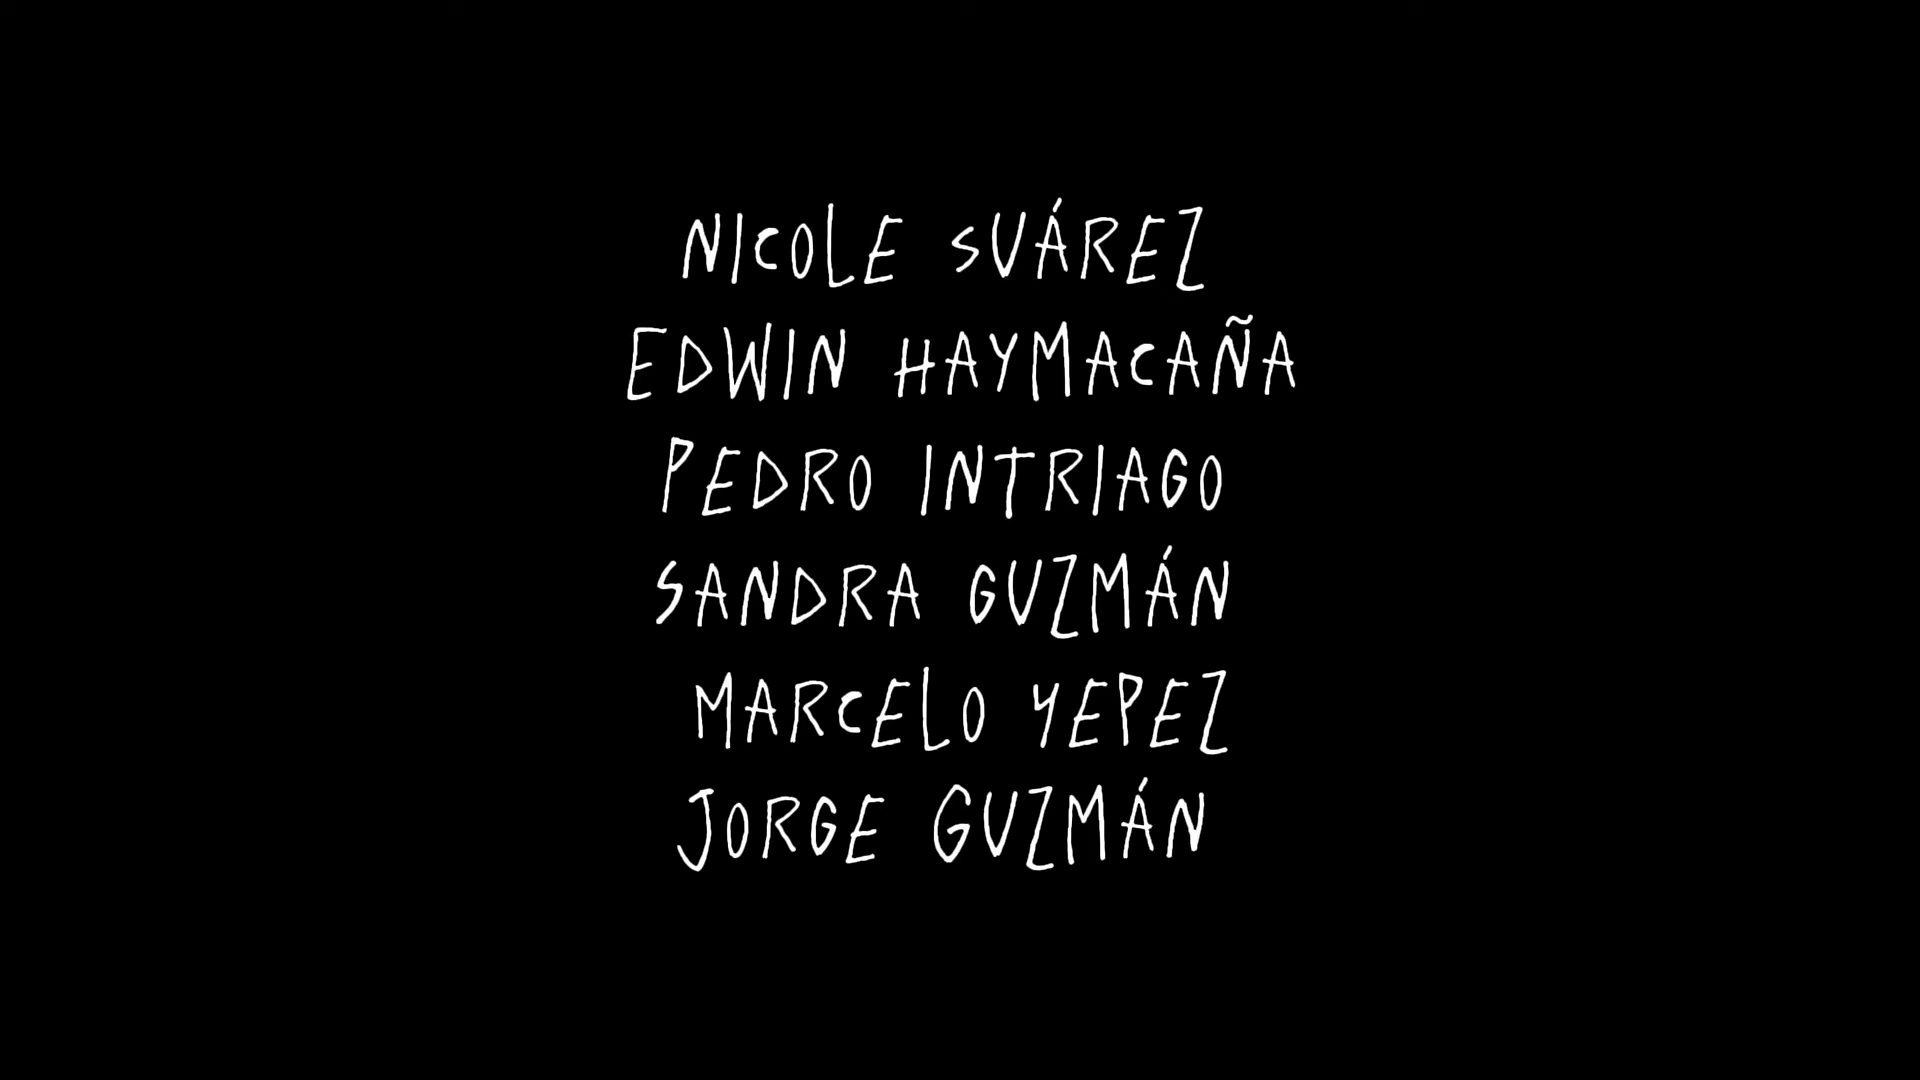 NICOLE SUÁREZ
EDWIN HAYMACAÑA
PEDRO INTRIAGO
SANDRA GUZMÁN
MARCELO YEPEZ
JORGE GUZMÁN